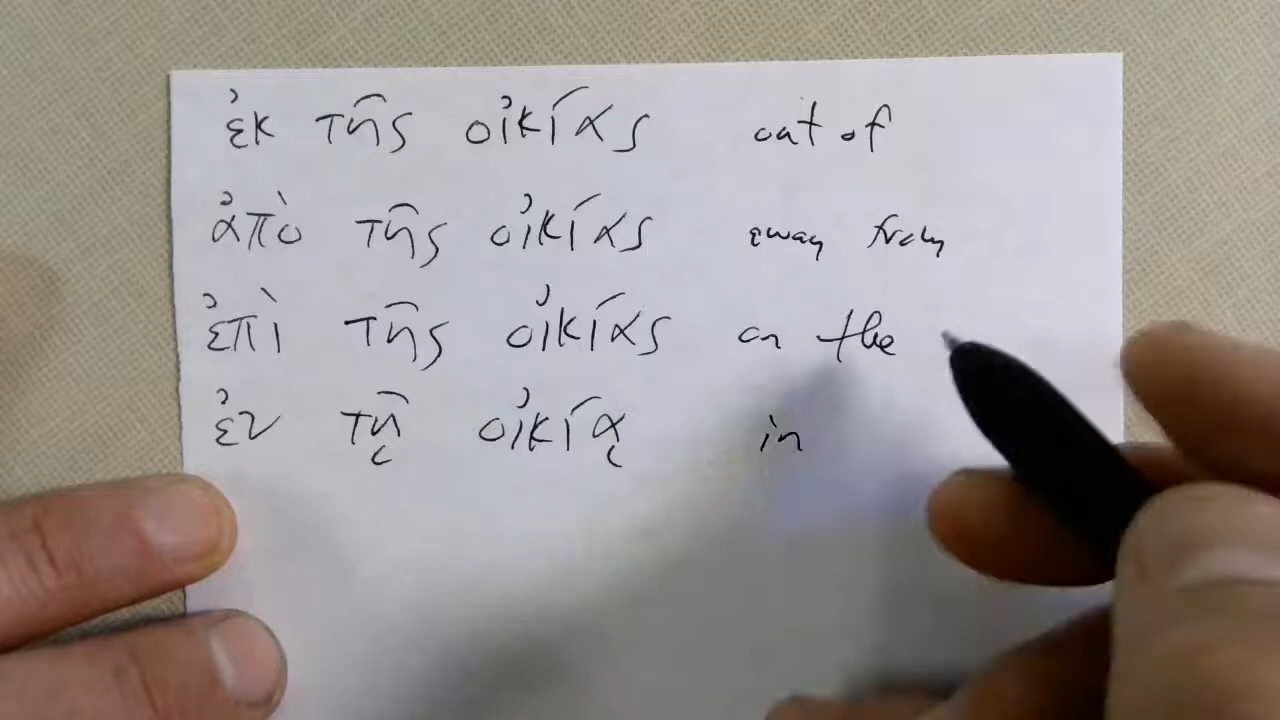 ἐκ τῆς οἰκίας out of
ἀπὸ τῆς οἰκίας away from
ἐπὶ τῆς οἰκίας on the
ἐν τῇ οἰκίᾳ in